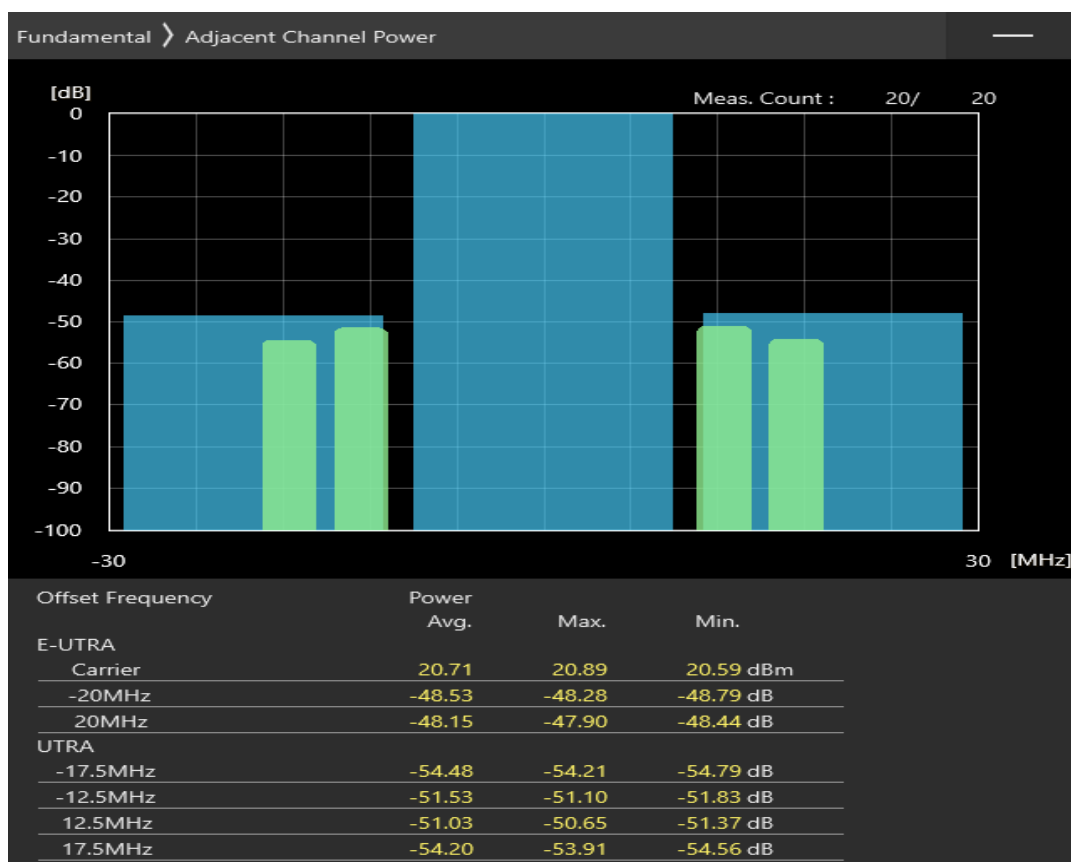 Fundamental 〉 Adjacent Channel Power
[dB]
Meas. Count : 20/ 20
0
-10
-20
-30
-40
-50
-60
-70
-80
-90
-100
-30 30 [MHz]
Offset Frequency Power
Avg. Max. Min.
E-UTRA
Carrier 20.71 20.89 20.59 dBm
-20MHz -48.53 -48.28 -48.79 dB
20MHz -48.15 -47.90 -48.44 dB
UTRA
-17.5MHz -54.48 -54.21 -54.79 dB
-12.5MHz -51.53 -51.10 -51.83 dB
12.5MHz -51.03 -50.65 -51.37 dB
17.5MHz -54.20 -53.91 -54.56 dB